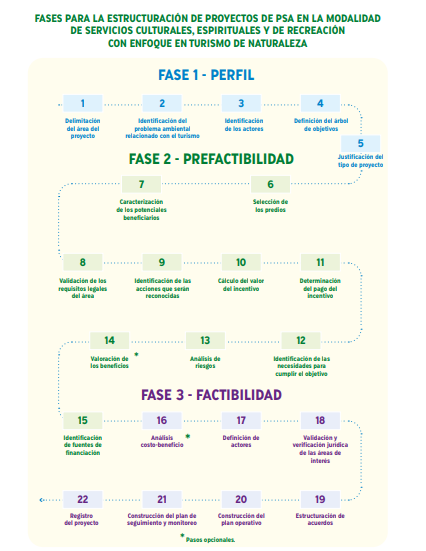 FASES PARA LA ESTRUCTURACIÓN DE PROYECTOS DE PSA EN LA MODALIDAD
DE SERVICIOS CULTURALES, ESPIRITUALES Y DE RECREACIÓN
CON ENFOQUE EN TURISMO DE NATURALEZA
FASE 1 - PERFIL
1
Delimitación
del área del
proyecto
2
Identificación del
problema ambiental
relacionado con el turismo
3
Identificación
de los actores
4
Definición del árbol
de objetivos
5
Justificación del
tipo de proyecto
FASE 2 - PREFACTIBILIDAD
6
Selección de
los predios
7
Caracterización
de los potenciales
beneficiarios
8
Validación de los
requisitos legales
del área
9
Identificación de las
acciones que serán
reconocidas
10
Cálculo del valor
del incentivo
11
Determinación
del pago del
incentivo
12
Identificación de las
necesidades para
cumplir el objetivo
13
Análisis de
riesgos
14
Valoración de *
los beneficios
FASE 3 - FACTIBILIDAD
15
Identificación
de fuentes de
financiación
16
Análisis *
costo-beneficio
17
Definición de
actores
18
Validación y
verificación jurídica
de las áreas de
interés
19
Estructuración de
acuerdos
20
Construcción del
plan operativo
21
Construcción del plan de
seguimiento y monitoreo
22
Registro
del proyecto
* Pasos opcionales.